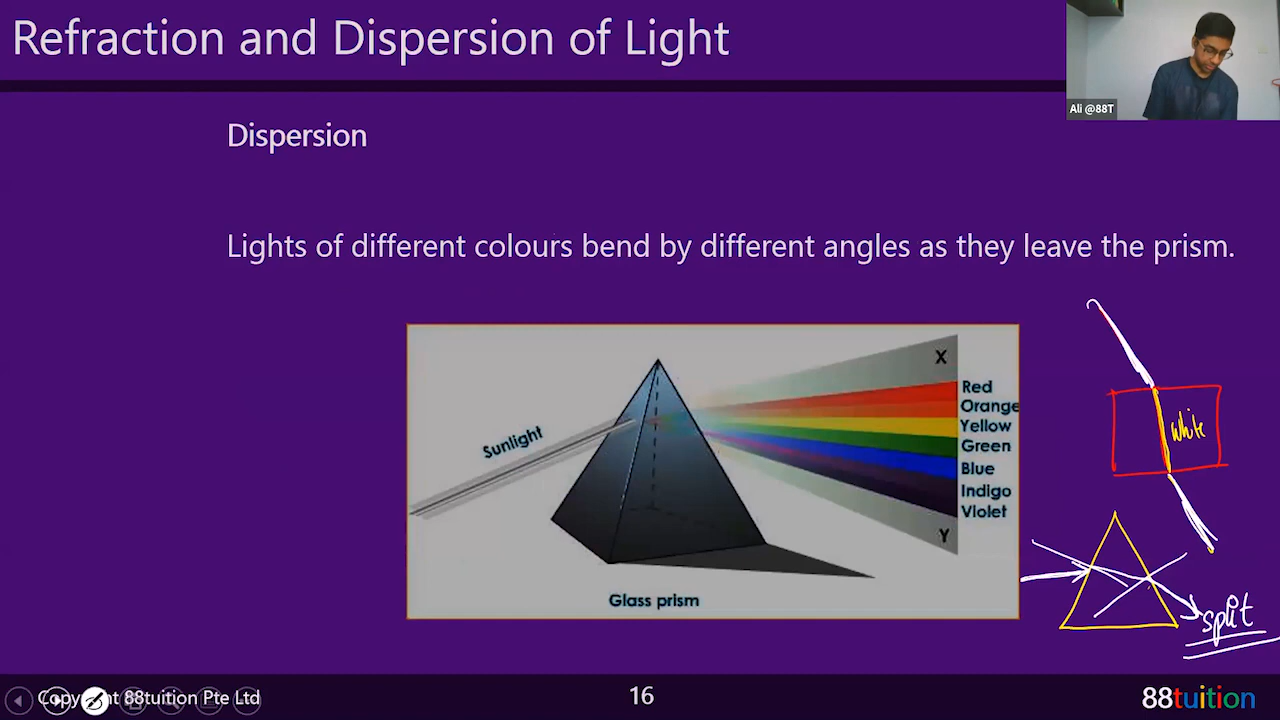 Refraction and Dispersion of Light
Ali @88T
Dispersion
Lights of different colours bend by different angles as they leave the prism.
Sunlight
X
Red
Orange
Yellow
Green
Blue
Indigo
Violet
Y
Glass prism
White
split
88tuition Pte Ltd
16
88tuition